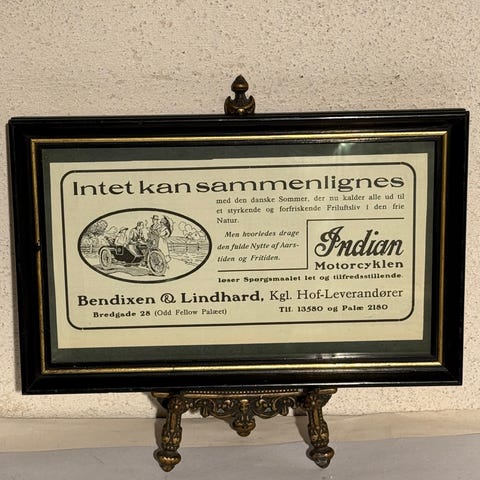 Intet kan sammenlignes
med den danske Sommer, der nu kalder alle ud til
et styrkende og forfriskende Friluftsliv i den frie
Natur.
Men hvorledes drage
den fulde Nytte af Aars-
tiden og Fritiden.
Indian
Motorcyklen
løser Spørgsmaalet let og tilfredsstillende.
Bendixen & Lindhard, Kgl. Hof-Leverandører
Bredgade 28 (Odd Fellow Palæet)
Tlf. 13580 og Palæ 2180